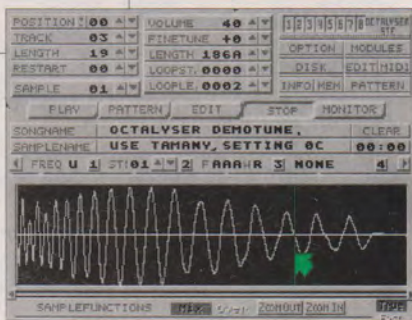 POSITION 00 VOLUME 40 1 2 3 4 5 6 7 8 OCTALYSER STE
TRACK 03 FINETUNE +0 OPTION MODULES
LENGTH 19 LENGTH 186A DISK EDIT MIDI
RESTART 00 LOOPST. 0000 INFO MEM PATTERN
SAMPLE 01 LOOPLE. 0002
PLAY PATTERN EDIT STOP MONITOR
SONGNAME OCTALYSER DEMOTUNE, CLEAR
SAMPLENAME USE TAMANY, SETTING 0C 00:00
FREQ U 1 ST:01 2 3 NONE 4
SAMPLEFUNCTIONS ZOOM OUT ZOOM IN